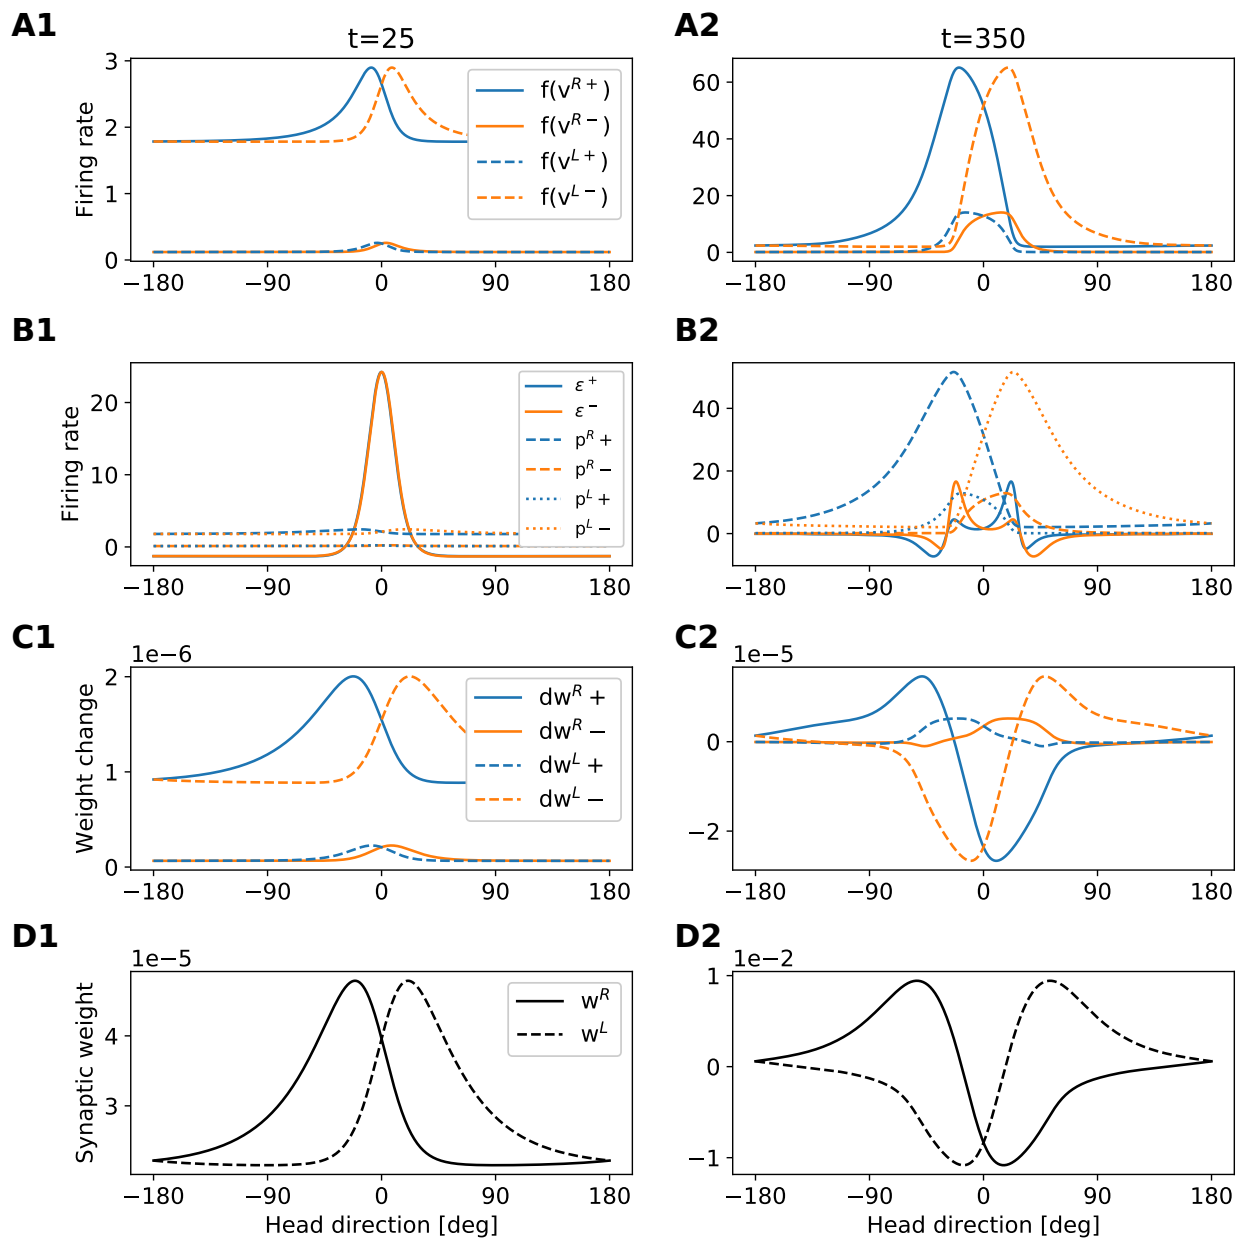 A1
t=25
A2
t=350
Firing rate
3
2
1
0
f(v^{R+})
f(v^{R−})
f(v^{L+})
f(v^{L−})
−180
−90
0
90
180
60
40
20
0
−180
−90
0
90
180
B1
B2
Firing rate
20
10
0
ε^+
ε^−
p^R+
p^R−
p^L+
p^L−
−180
−90
0
90
180
40
20
0
−180
−90
0
90
180
C1
1e−6
C2
1e−5
Weight change
2
1
0
dw^R+
dw^R−
dw^L+
dw^L−
−180
−90
0
90
180
0
−2
−180
−90
0
90
180
D1
1e−5
D2
1e−2
Synaptic weight
4
3
w^R
w^L
−180
−90
0
90
180
Head direction [deg]
1
0
−1
−180
−90
0
90
180
Head direction [deg]